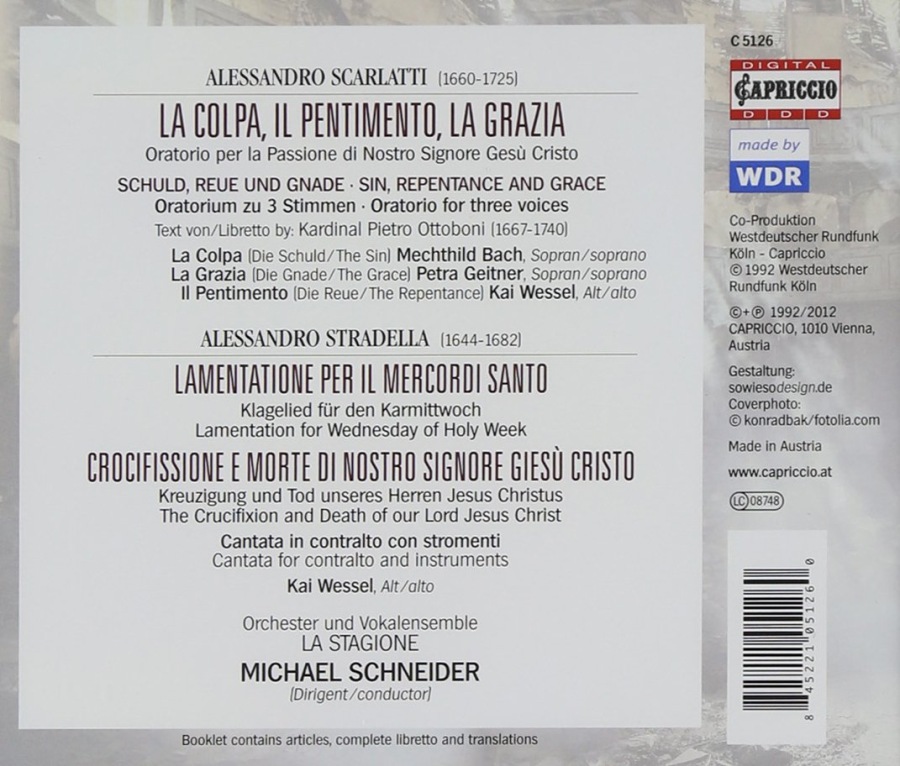 ALESSANDRO SCARLATTI (1660-1725)
LA COLPA, IL PENTIMENTO, LA GRAZIA
Oratorio per la Passione di Nostro Signore Gesù Cristo
SCHULD, REUE UND GNADE · SIN, REPENTANCE AND GRACE
Oratorium zu 3 Stimmen · Oratorio for three voices
Text von/Libretto by: Kardinal Pietro Ottoboni (1667-1740)
La Colpa (Die Schuld/The Sin) Mechthild Bach, Sopran/soprano
La Grazia (Die Gnade/The Grace) Petra Geitner, Sopran/soprano
Il Pentimento (Die Reue/The Repentance) Kai Wessel, Alt/alto
ALESSANDRO STRADELLA (1644-1682)
LAMENTATIONE PER IL MERCORDI SANTO
Klagelied für den Karmittwoch
Lamentation for Wednesday of Holy Week
CROCIFISSIONE E MORTE DI NOSTRO SIGNORE GIESÙ CRISTO
Kreuzigung und Tod unseres Herren Jesus Christus
The Crucifixion and Death of our Lord Jesus Christ
Cantata in contralto con stromenti
Cantata for contralto and instruments
Kai Wessel, Alt/alto
Orchester und Vokalensemble
LA STAGIONE
MICHAEL SCHNEIDER
(Dirigent/conductor)
Booklet contains articles, complete libretto and translations
C 5126
DIGITAL
CAPRICCIO
D D D
made by
WDR
Co-Produktion
Westdeutscher Rundfunk
Köln - Capriccio
© 1992 Westdeutscher
Rundfunk Köln
©+℗ 1992/2012
CAPRICCIO, 1010 Vienna,
Austria
Gestaltung:
sowiesodesign.de
Coverphoto:
© konradbak/fotolia.com
Made in Austria
www.capriccio.at
LC 08748
8 45221 05126 0